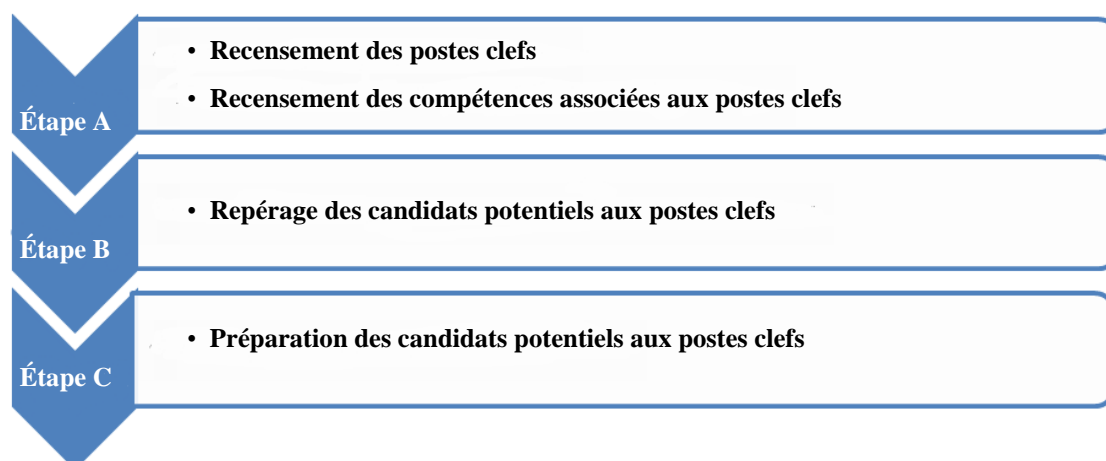 Étape A
• Recensement des postes clefs
• Recensement des compétences associées aux postes clefs
Étape B
• Repérage des candidats potentiels aux postes clefs
Étape C
• Préparation des candidats potentiels aux postes clefs